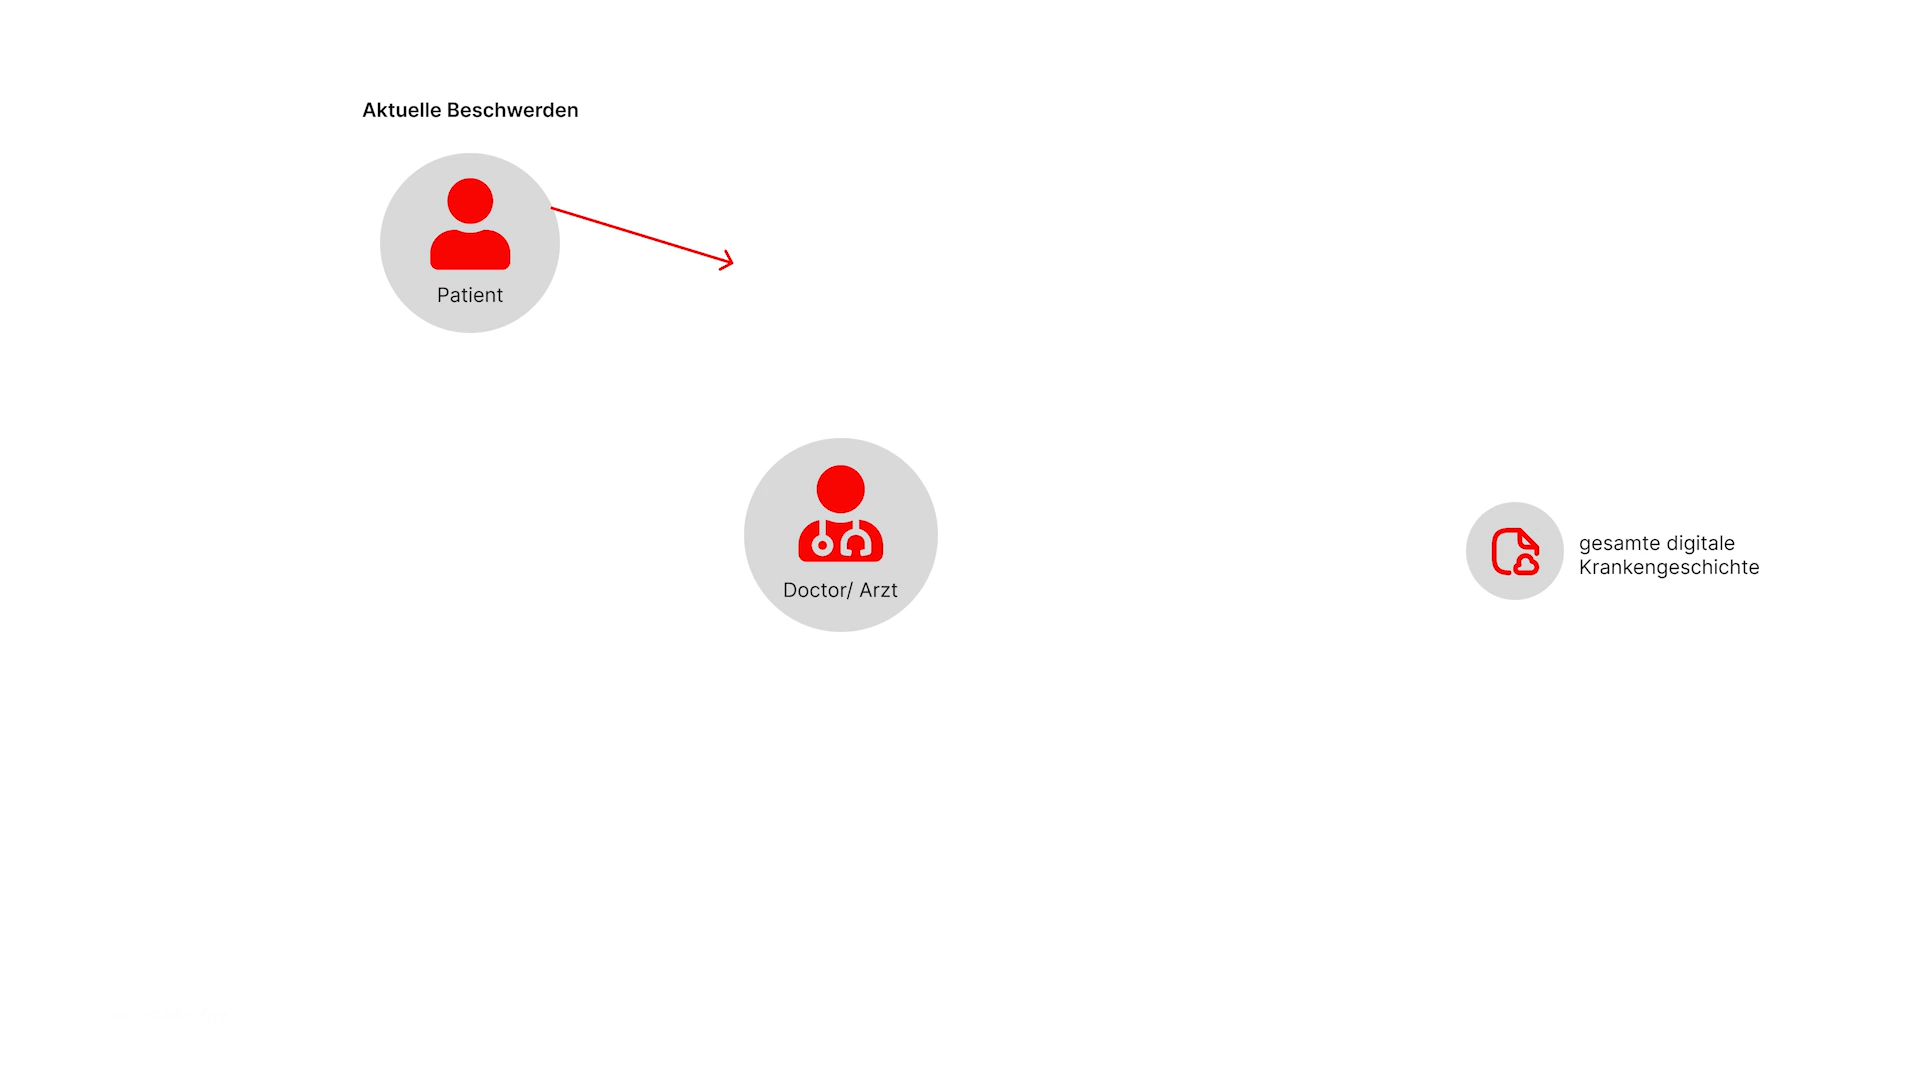 Aktuelle Beschwerden
Patient
Doctor/ Arzt
gesamte digitale
Krankengeschichte